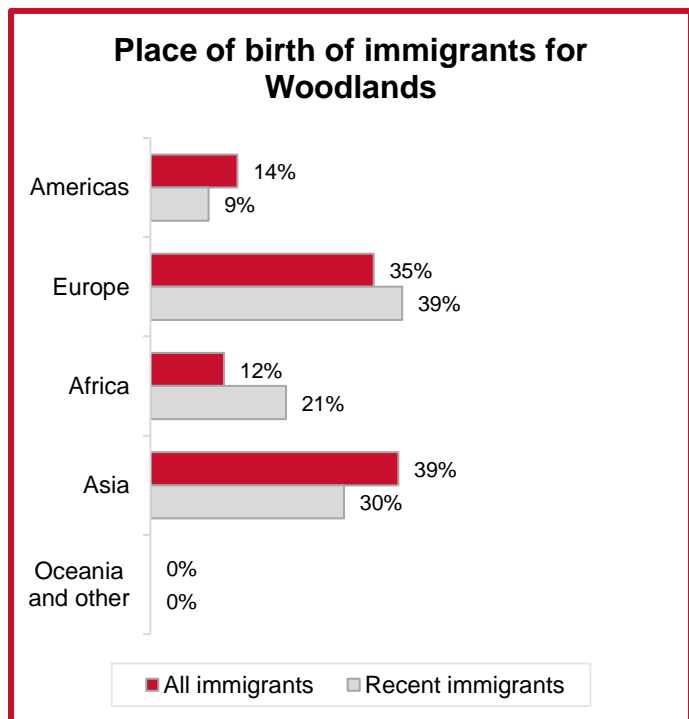 Place of birth of immigrants for
Woodlands
Americas
14%
9%
Europe
35%
39%
Africa
12%
21%
Asia
39%
30%
Oceania
and other
0%
0%
All immigrants
Recent immigrants